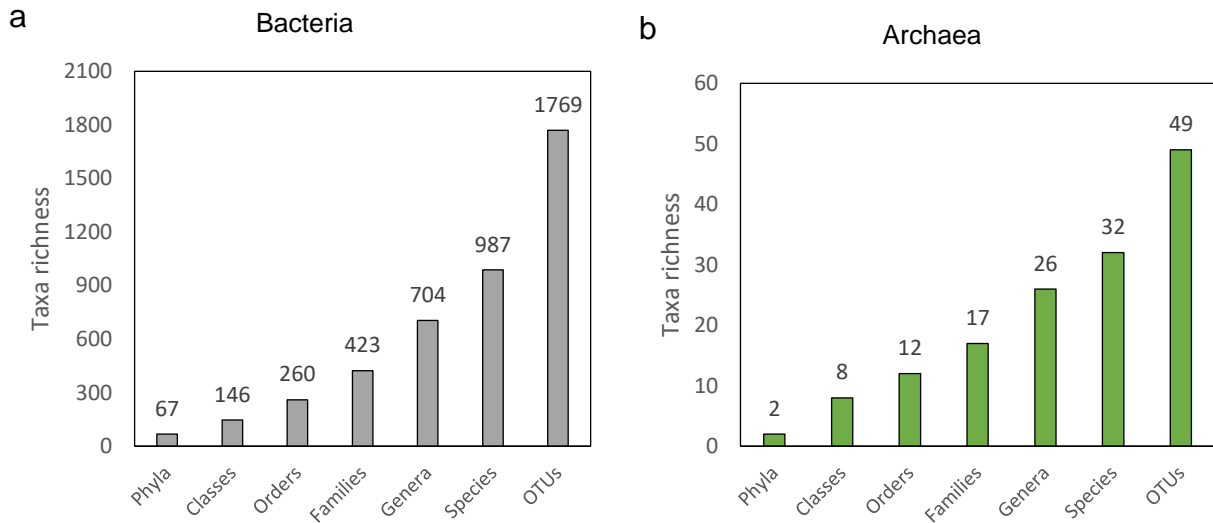 a
Bacteria
Taxa richness
2100
1800
1500
1200
900
600
300
0
67
146
260
423
704
987
1769
Phyla
Classes
Orders
Families
Genera
Species
OTUs
b
Archaea
Taxa richness
60
50
40
30
20
10
0
2
8
12
17
26
32
49
Phyla
Classes
Orders
Families
Genera
Species
OTUs